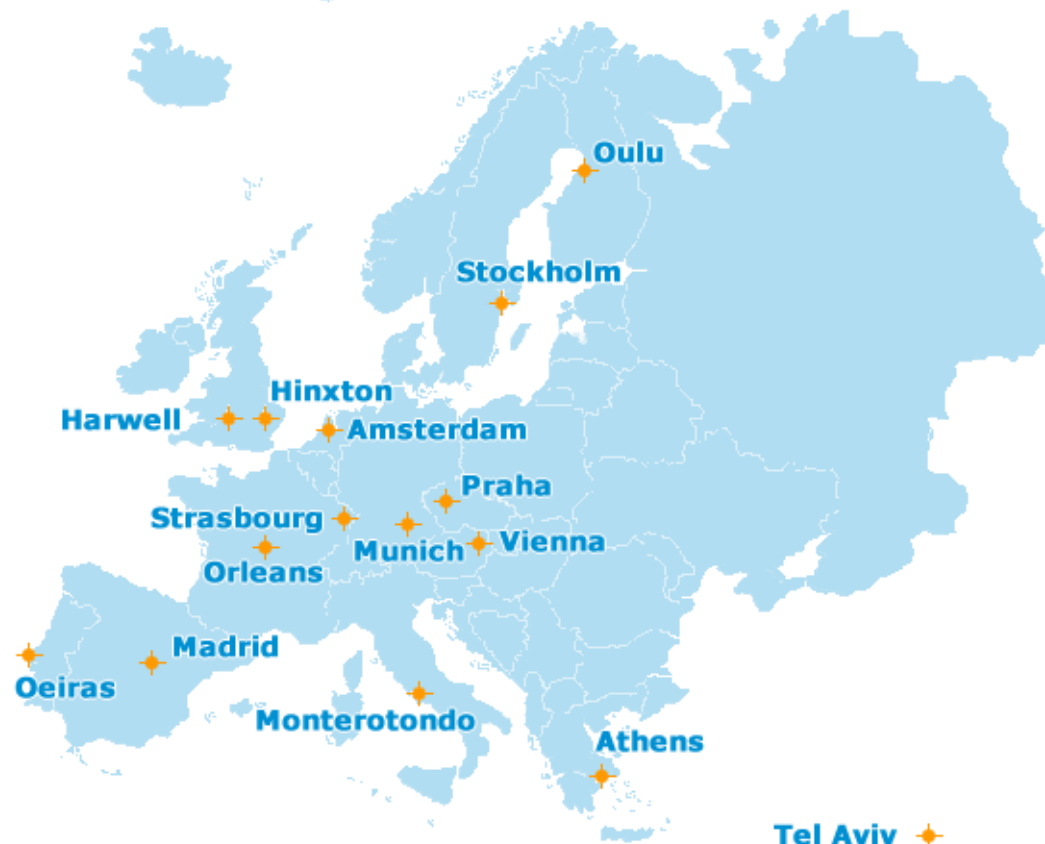 Oulu
Stockholm
Hinxton
Harwell
Amsterdam
Praha
Strasbourg
Munich
Vienna
Orleans
Madrid
Oeiras
Monterotondo
Athens
Tel Aviv